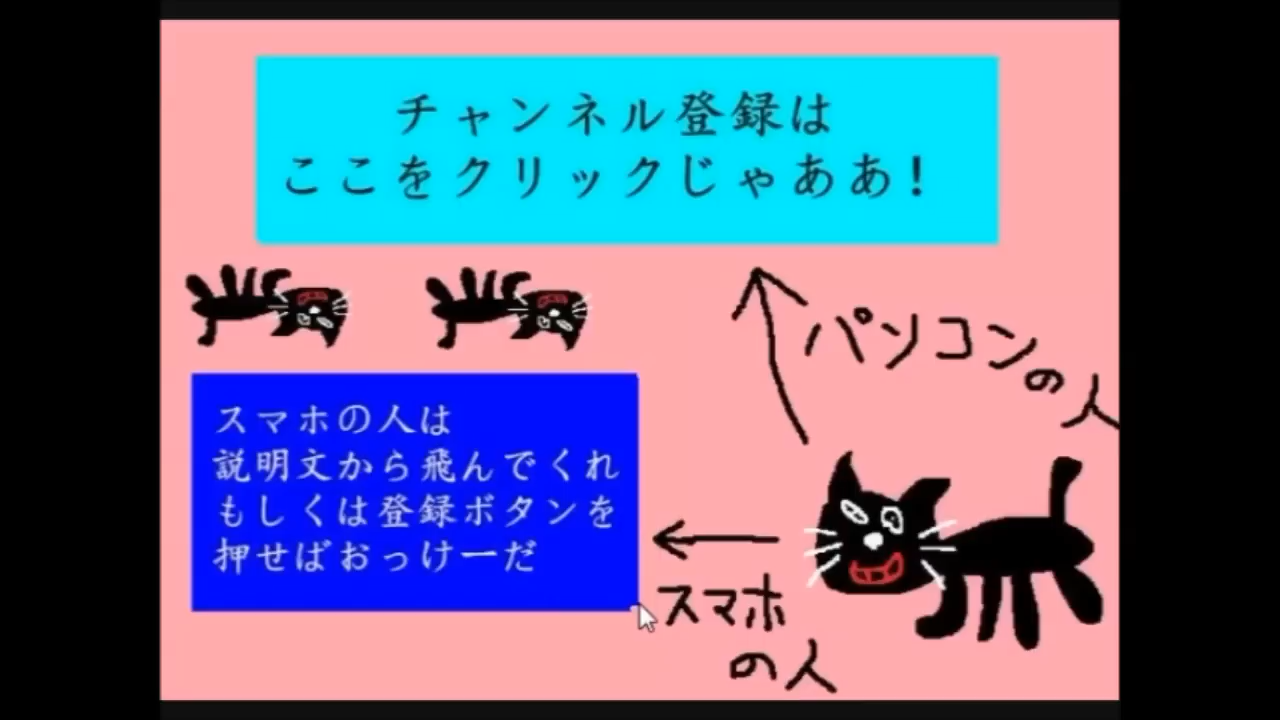 チャンネル登録は
ここをクリックじゃああ！
パソコンの人
スマホの人は
説明文から飛んでくれ
もしくは登録ボタンを
押せばおっけーだ
スマホ
の人